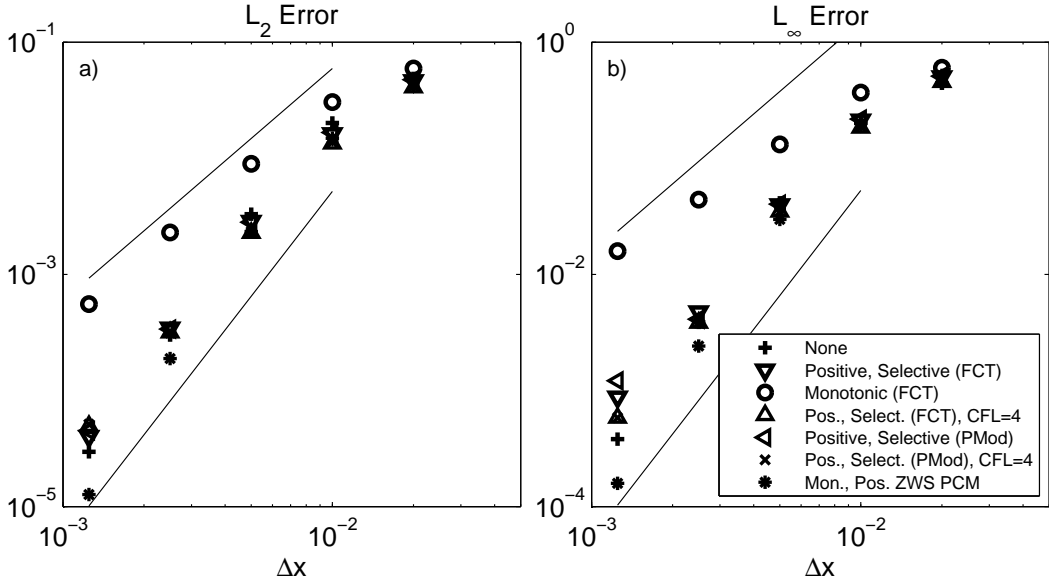 L2 Error
10−1
a)
10−3
10−5
10−3
10−2
Δx
L∞ Error
100
b)
10−2
10−4
10−3
10−2
Δx
None
Positive, Selective (FCT)
Monotonic (FCT)
Pos., Select. (FCT), CFL=4
Positive, Selective (PMod)
Pos., Select. (PMod), CFL=4
Mon., Pos. ZWS PCM